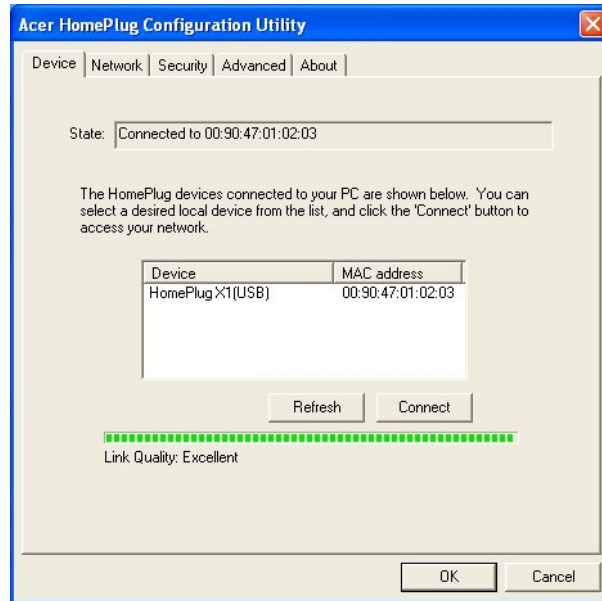 Acer HomePlug Configuration Utility
Device Network Security Advanced About
State: Connected to 00:90:47:01:02:03
The HomePlug devices connected to your PC are shown below. You can
select a desired local device from the list, and click the 'Connect' button to
access your network.
Device MAC address
HomePlug X1(USB) 00:90:47:01:02:03
Refresh Connect
Link Quality: Excellent
OK Cancel